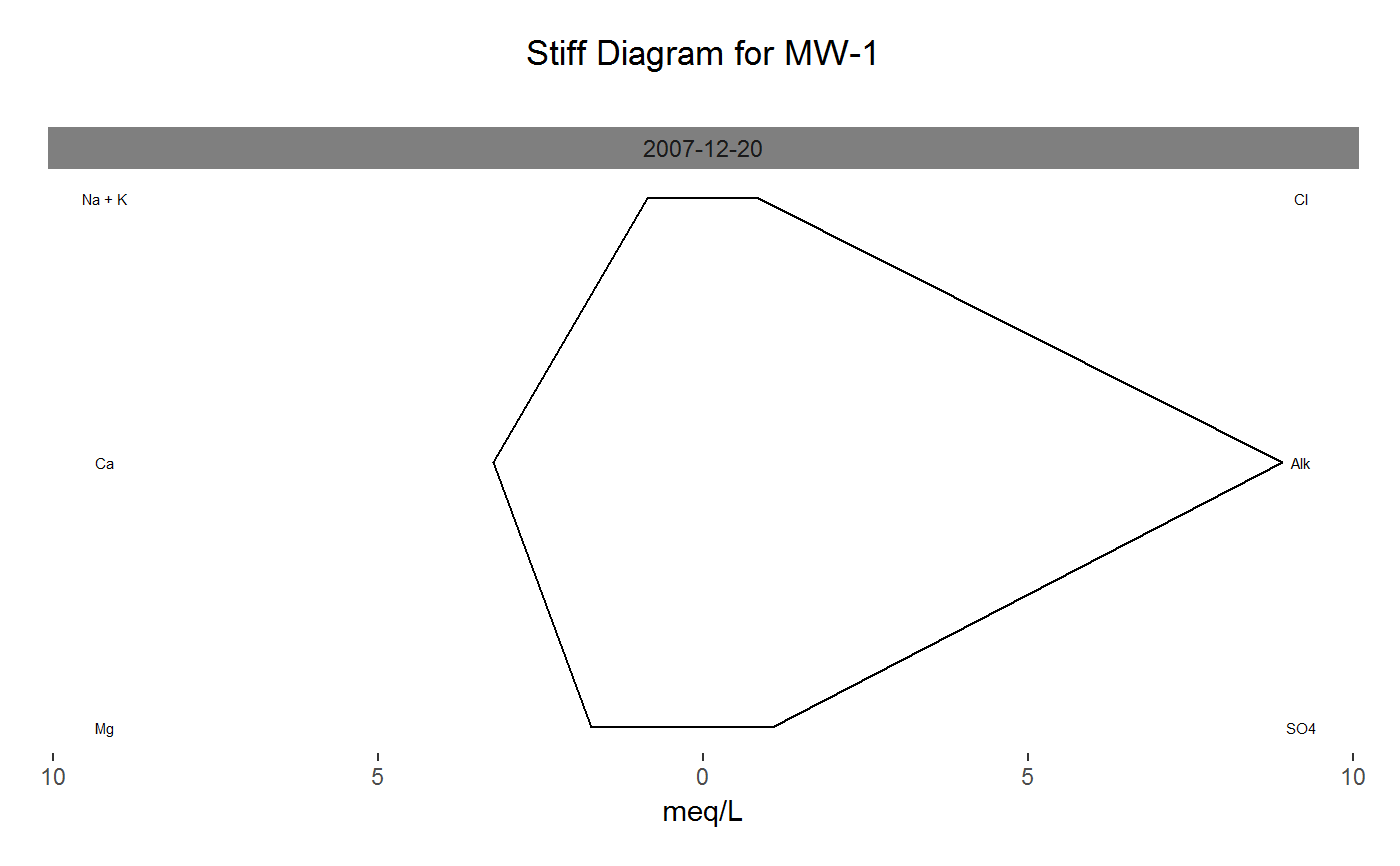 Stiff Diagram for MW-1
2007-12-20
Na + K Cl
Ca Alk
Mg SO4
10 5 0 5 10
meq/L